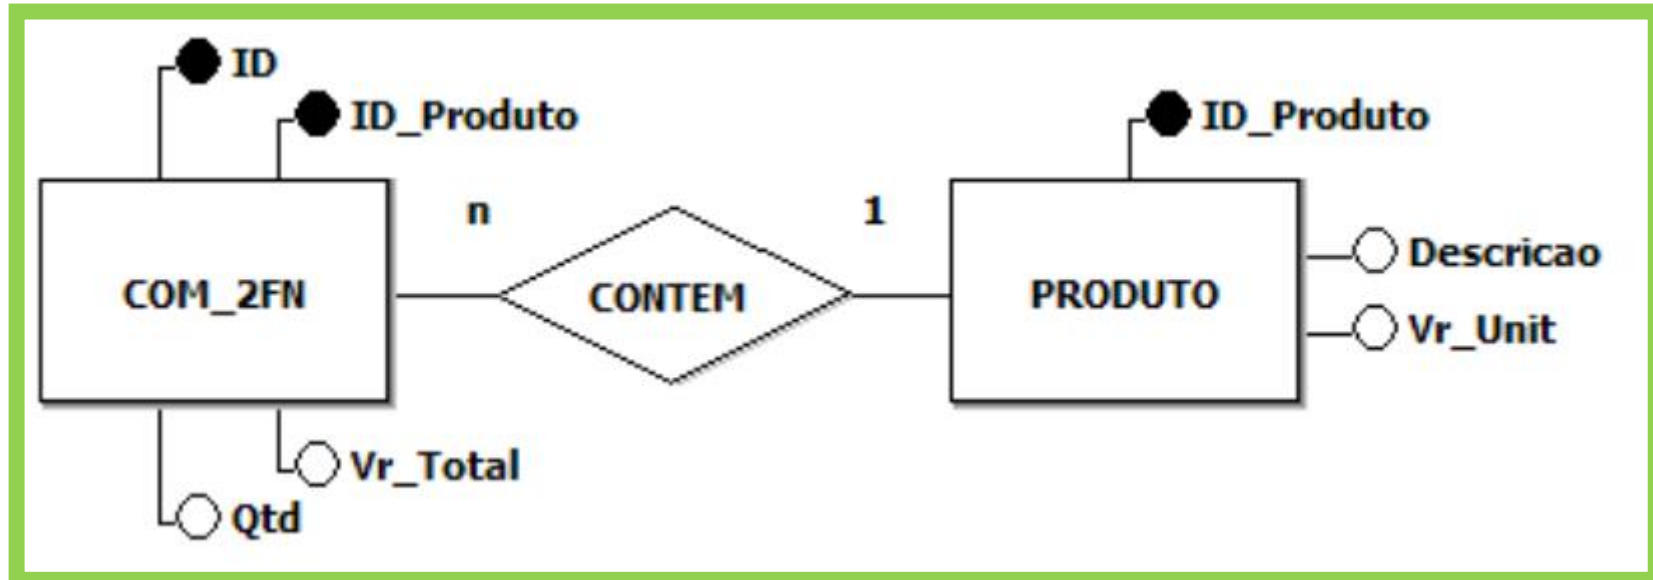 ID
ID_Produto
ID_Produto
n
1
Descricao
COM_2FN
CONTEM
PRODUTO
Vr_Unit
Vr_Total
Qtd